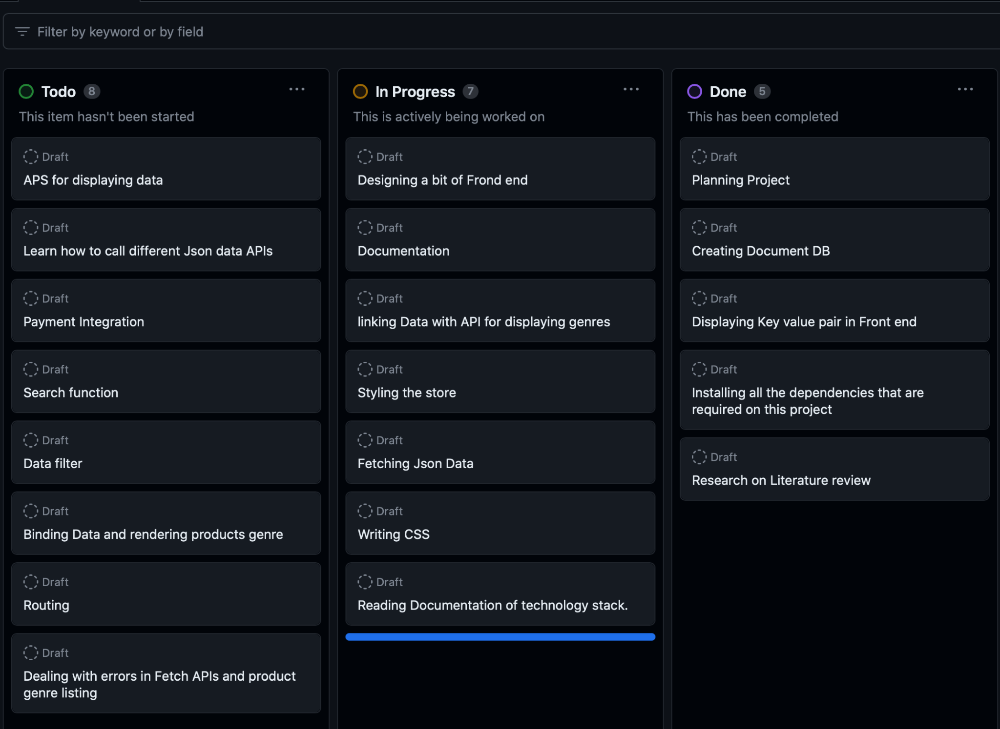 Filter by keyword or by field
Todo 8
This item hasn't been started
Draft
APS for displaying data
Draft
Learn how to call different Json data APIs
Draft
Payment Integration
Draft
Search function
Draft
Data filter
Draft
Binding Data and rendering products genre
Draft
Routing
Draft
Dealing with errors in Fetch APIs and product
genre listing
In Progress 7
This is actively being worked on
Draft
Designing a bit of Frond end
Draft
Documentation
Draft
linking Data with API for displaying genres
Draft
Styling the store
Draft
Fetching Json Data
Draft
Writing CSS
Draft
Reading Documentation of technology stack.
Done 5
This has been completed
Draft
Planning Project
Draft
Creating Document DB
Draft
Displaying Key value pair in Front end
Draft
Installing all the dependencies that are
required on this project
Draft
Research on Literature review